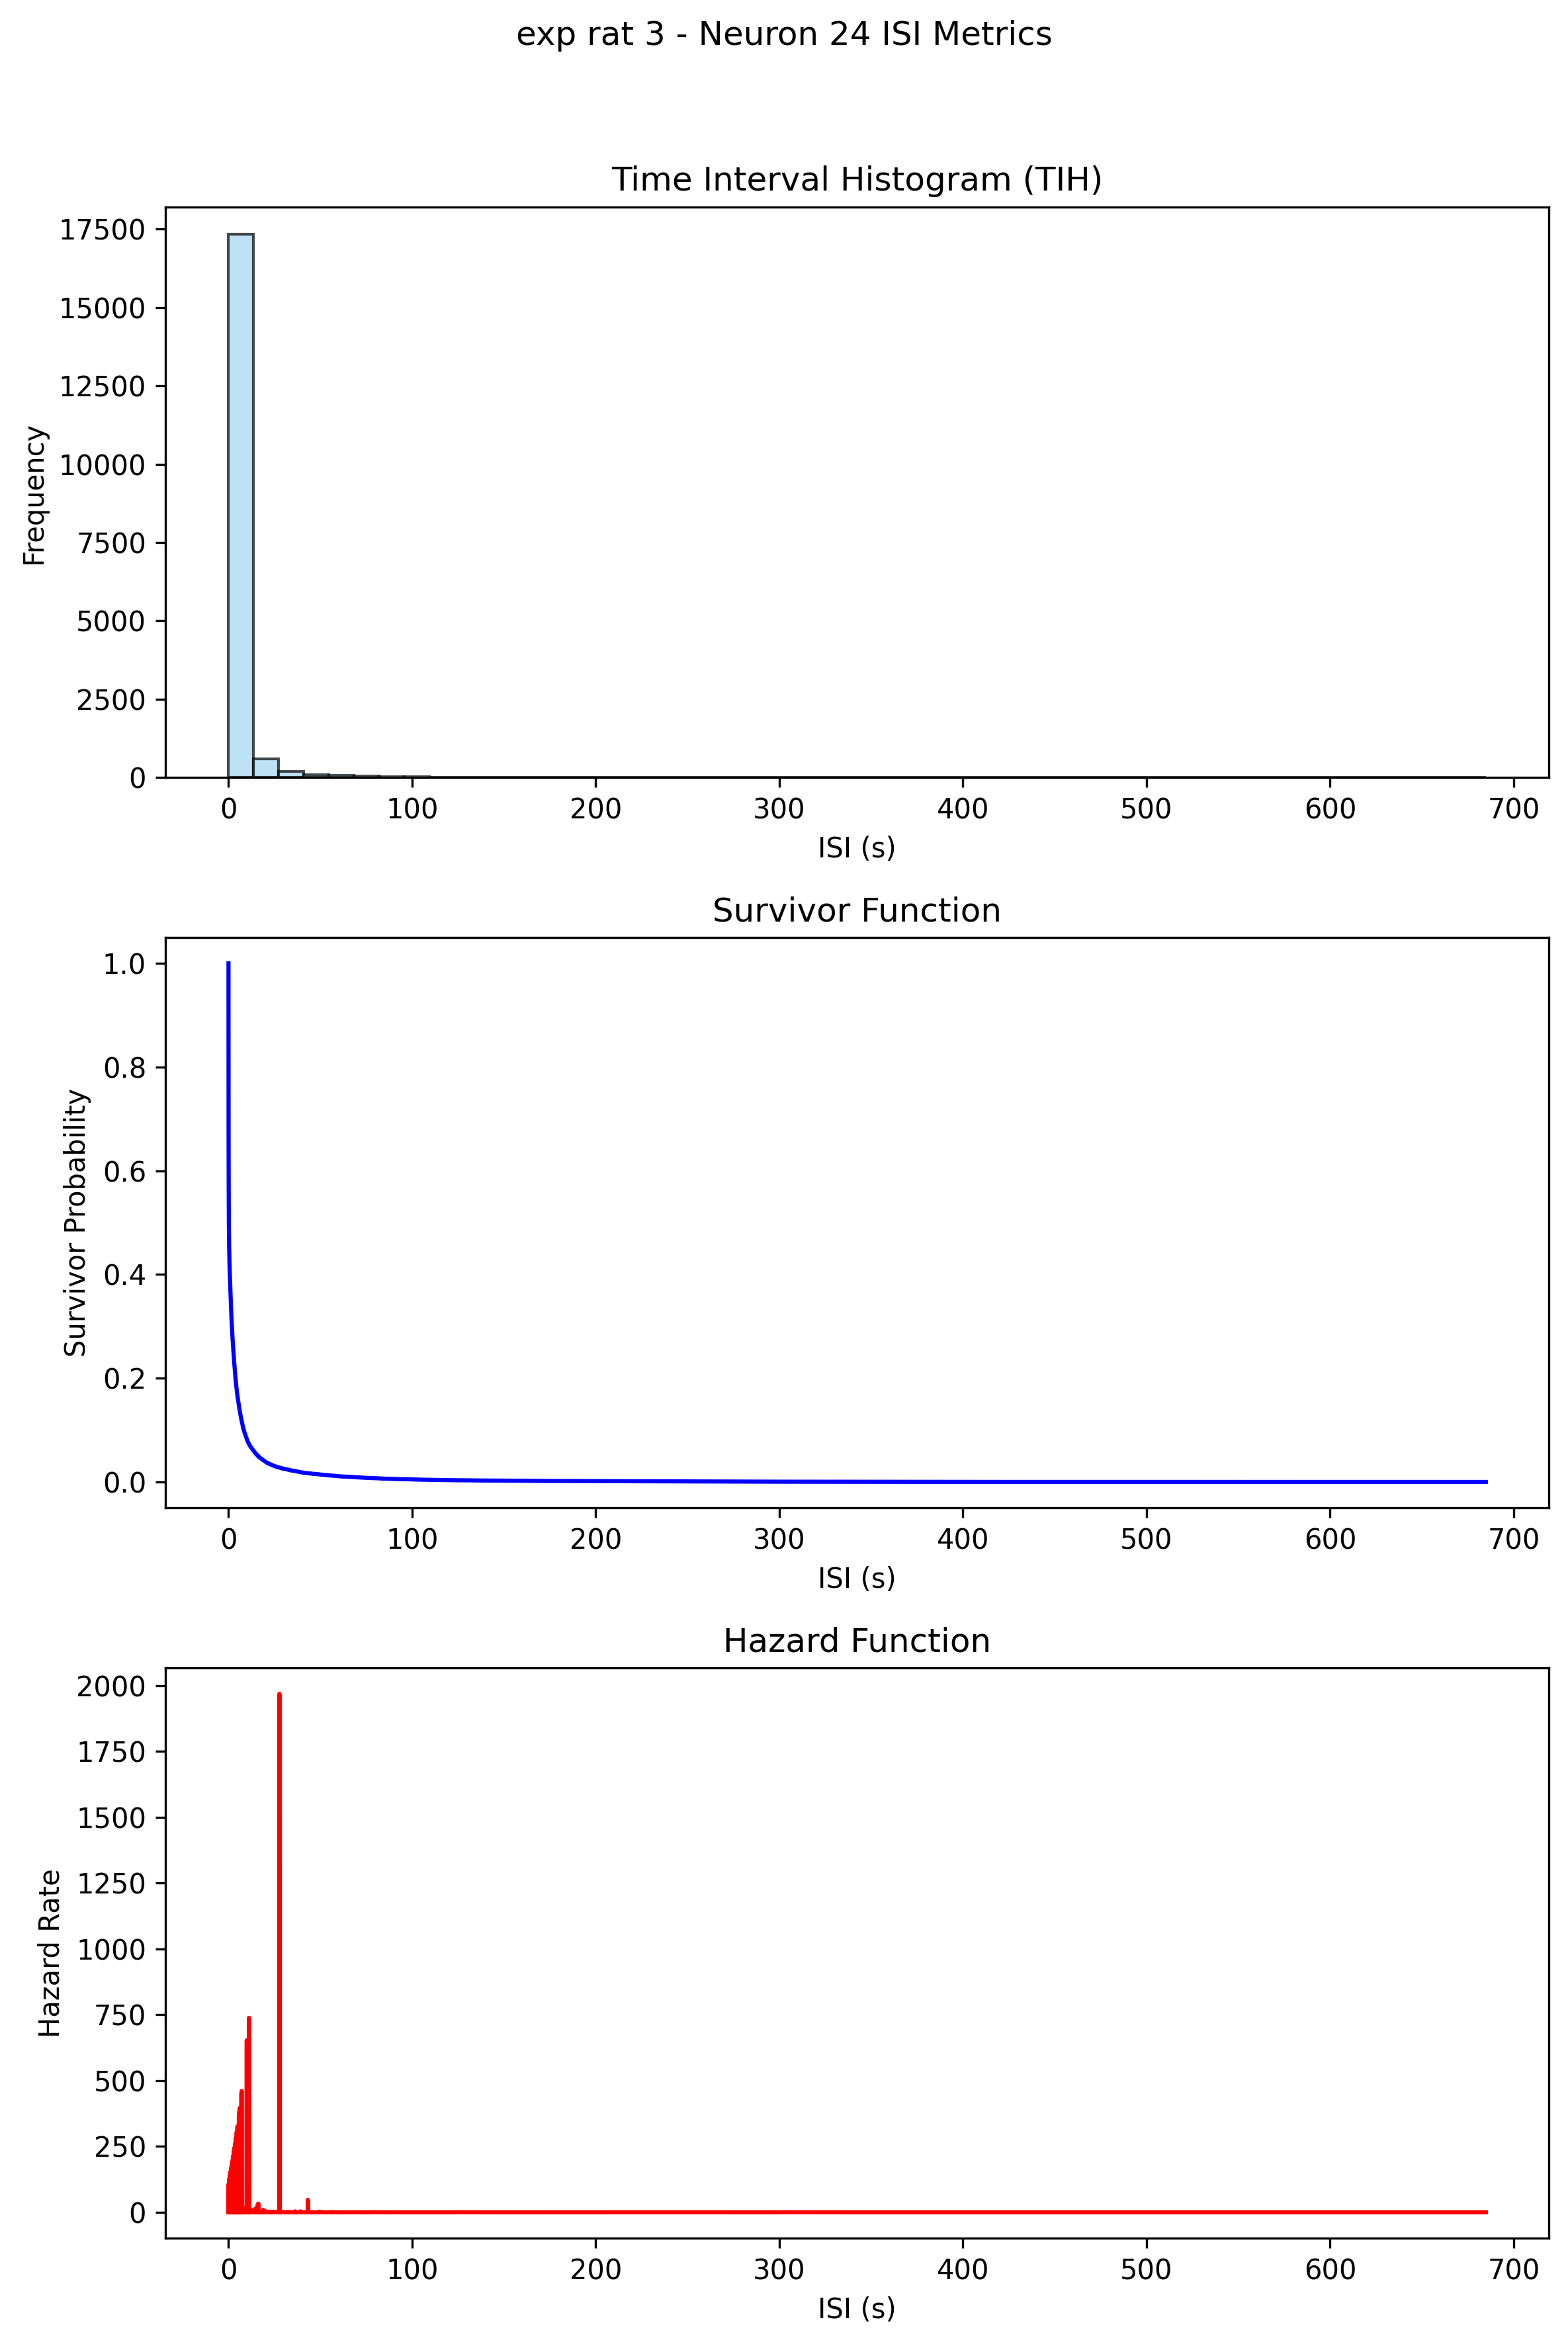 exp rat 3 - Neuron 24 ISI Metrics
Time Interval Histogram (TIH)
17500
15000
12500
10000
7500
5000
2500
0
Frequency
0 100 200 300 400 500 600 700
ISI (s)
Survivor Function
1.0
0.8
0.6
0.4
0.2
0.0
Survivor Probability
0 100 200 300 400 500 600 700
ISI (s)
Hazard Function
2000
1750
1500
1250
1000
750
500
250
0
Hazard Rate
0 100 200 300 400 500 600 700
ISI (s)